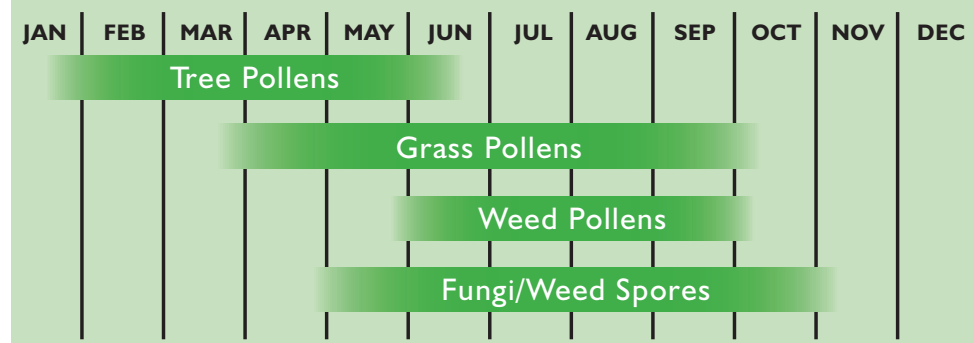 JAN FEB MAR APR MAY JUN JUL AUG SEP OCT NOV DEC
Tree Pollens
Grass Pollens
Weed Pollens
Fungi/Weed Spores